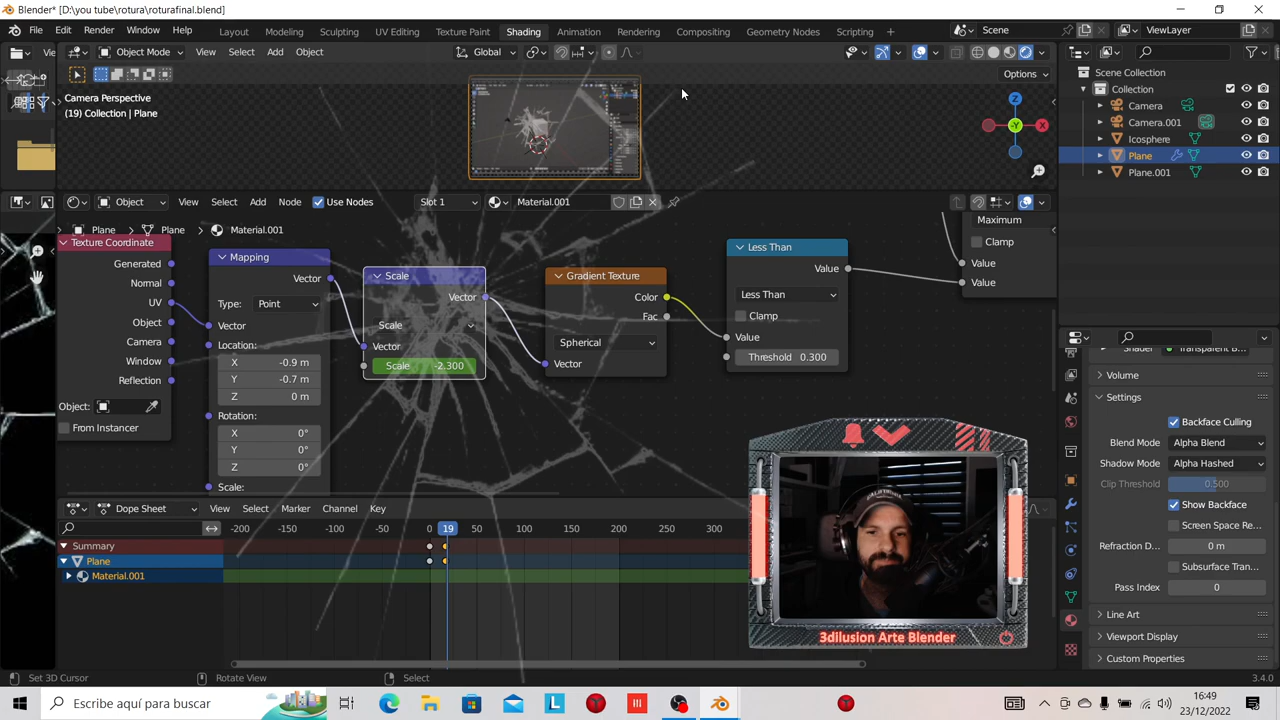 Blender* [D:\you tube\rotura\roturafinal.blend]
File Edit Render Window Help Layout Modeling Sculpting UV Editing Texture Paint Shading Animation Rendering Compositing Geometry Nodes Scripting Scene ViewLayer
Object Mode View Select Add Object Global
Options
Camera Perspective
(19) Collection | Plane
Z
-Y
X
Scene Collection
Collection
Camera
Camera.001
Icosphere
Plane
Plane.001
Object View Select Add Node Use Nodes Slot 1 Material.001
Plane Plane Material.001
Texture Coordinate
Generated
Normal
UV
Object
Camera
Window
Reflection
Object:
From Instancer
Mapping
Vector
Type: Point
Vector
Location:
X -0.9 m
Y -0.7 m
Z 0 m
Rotation:
X 0°
Y 0°
Z 0°
Scale:
Scale
Vector
Scale
Vector
Scale -2.300
Gradient Texture
Color
Fac
Spherical
Vector
Less Than
Value
Less Than
Clamp
Value
Threshold 0.300
Maximum
Clamp
Value
Value
Volume
Settings
Backface Culling
Blend Mode Alpha Blend
Shadow Mode Alpha Hashed
Clip Threshold 0.500
Show Backface
Screen Space Re...
Refraction D... 0 m
Subsurface Tran...
Pass Index 0
Line Art
Viewport Display
Custom Properties
Dope Sheet View Select Marker Channel Key
-200 -150 -100 -50 0 19 50 100 150 200 250 300
Summary
Plane
Material.001
3dilusion Arte Blender
Set 3D Cursor Rotate View Select 3.4.0
Escribe aquí para buscar
16:49
23/12/2022